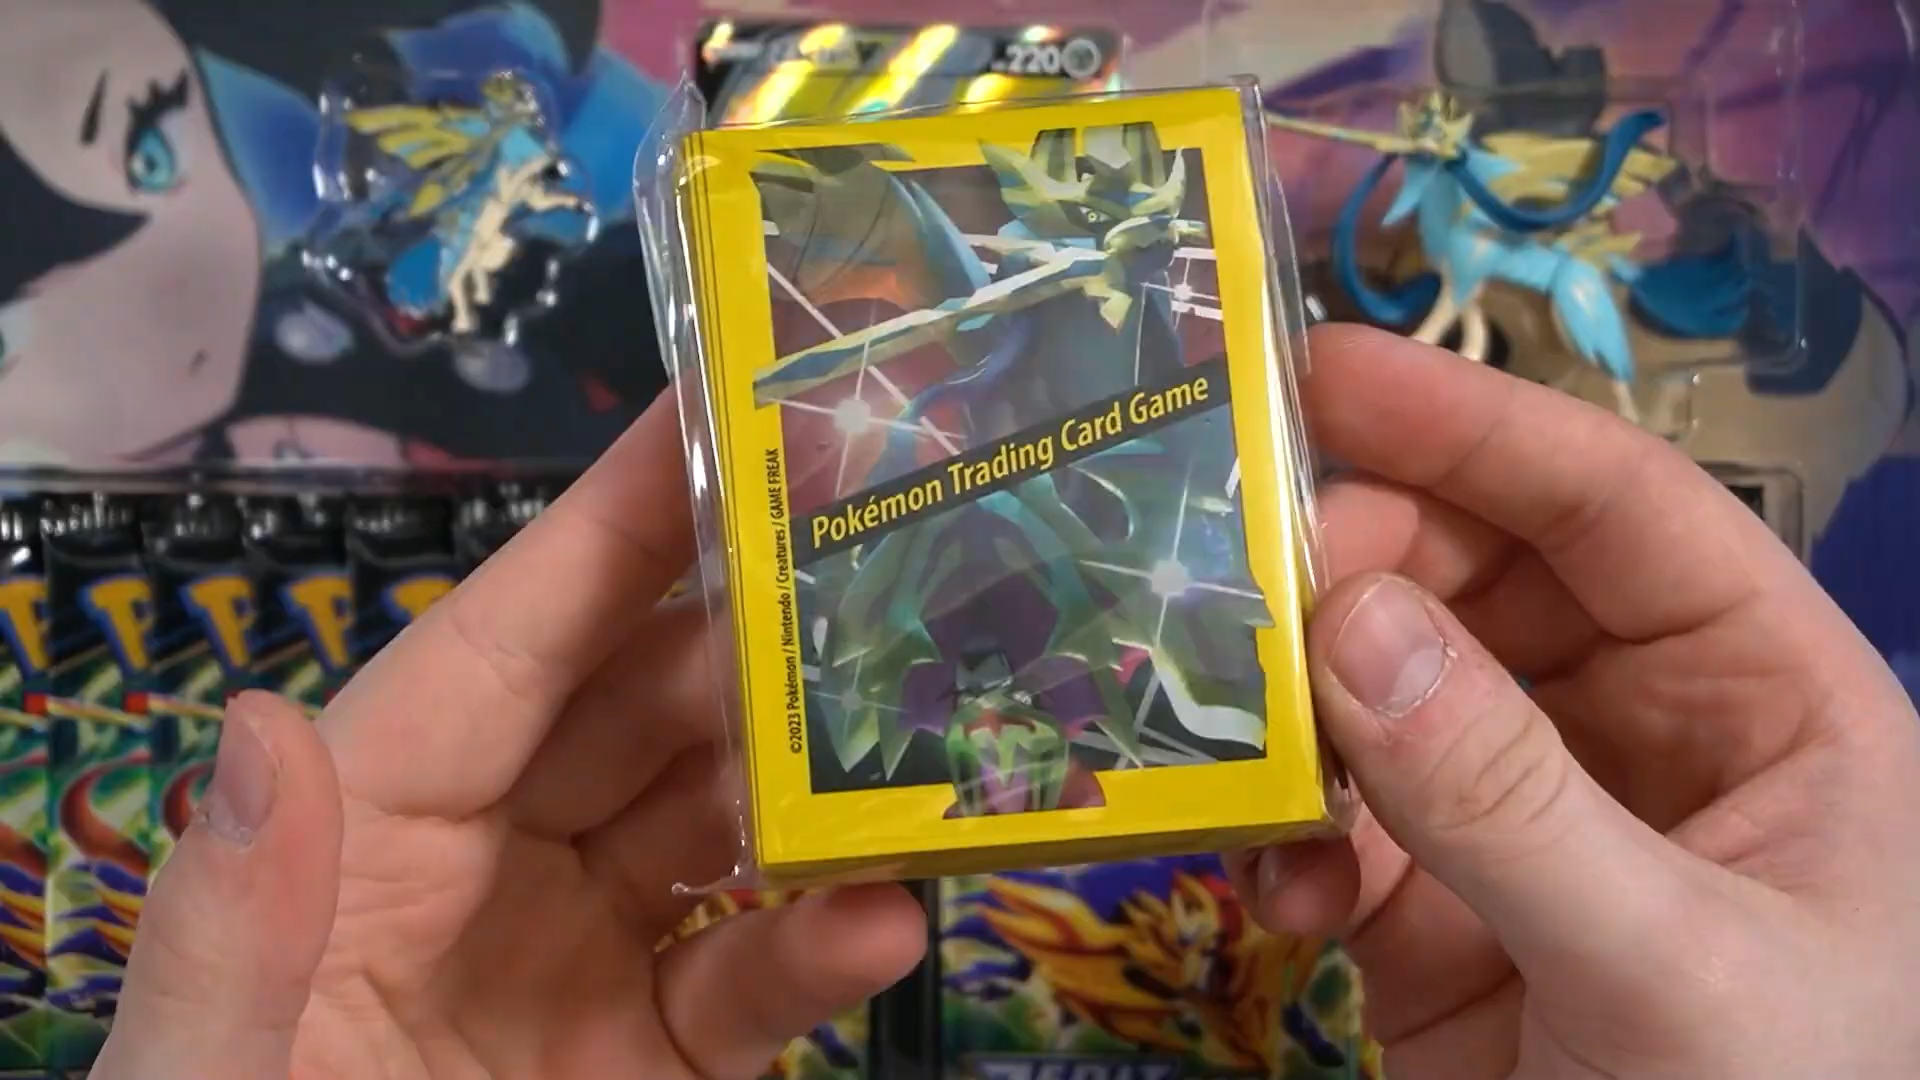 220
Pokémon Trading Card Game
©2023 Pokémon / Nintendo / Creatures / GAME FREAK